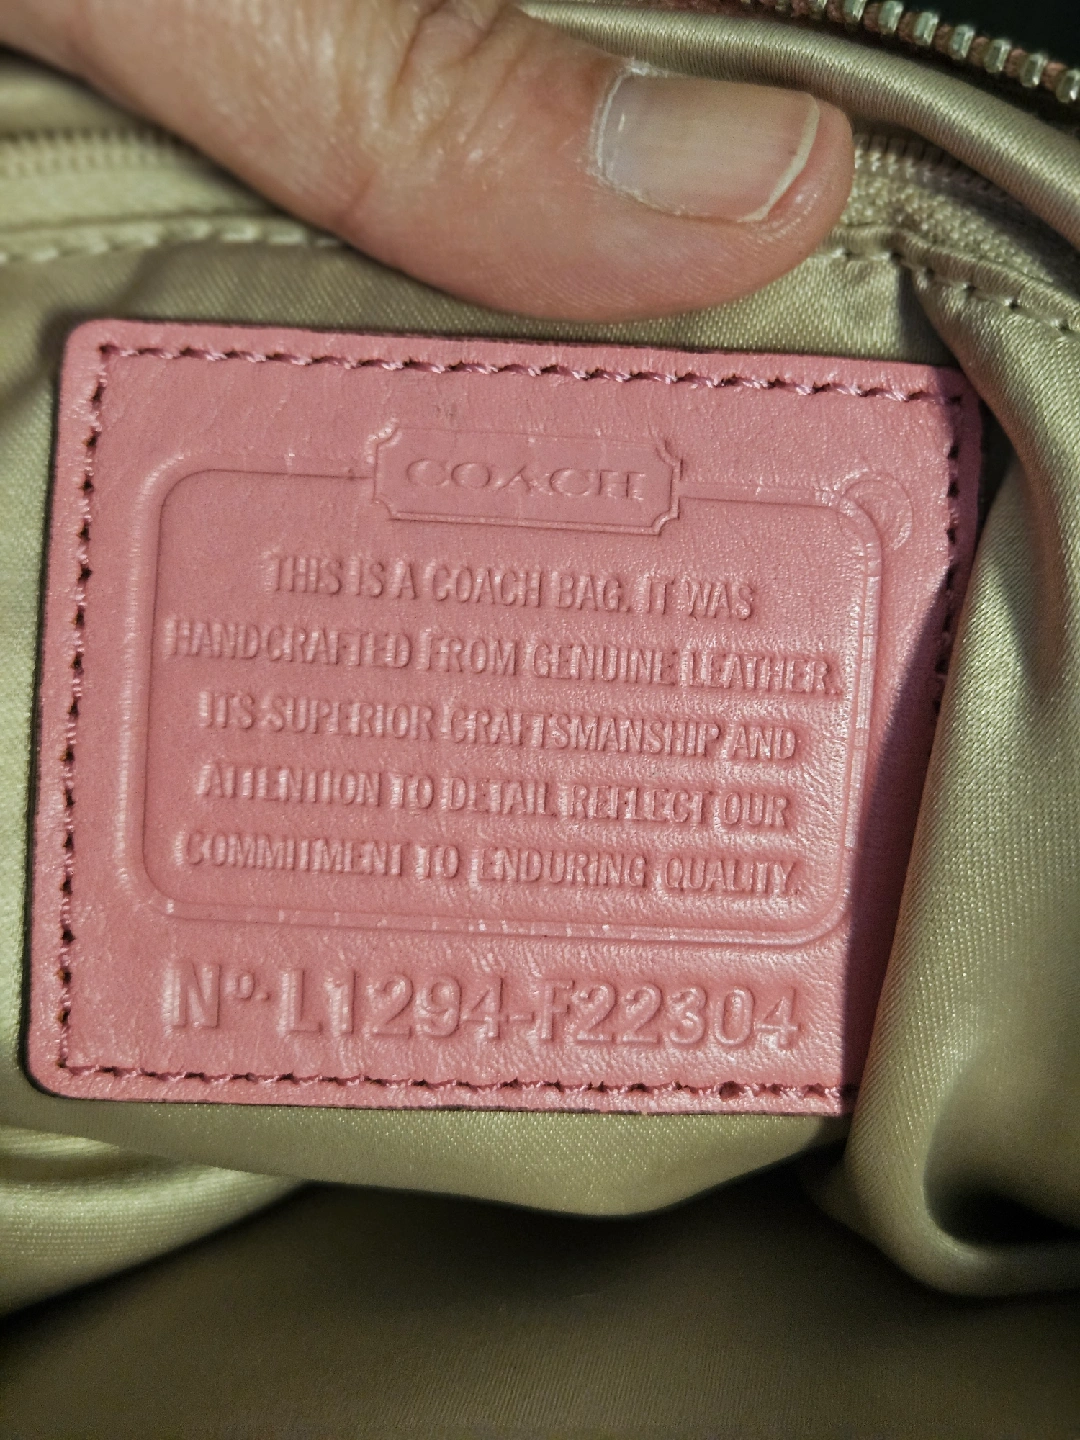 COACH
THIS IS A COACH BAG. IT WAS
HANDCRAFTED FROM GENUINE LEATHER.
ITS SUPERIOR CRAFTSMANSHIP AND
ATTENTION TO DETAIL REFLECT OUR
COMMITMENT TO ENDURING QUALITY.
Nº. L1294-F22304